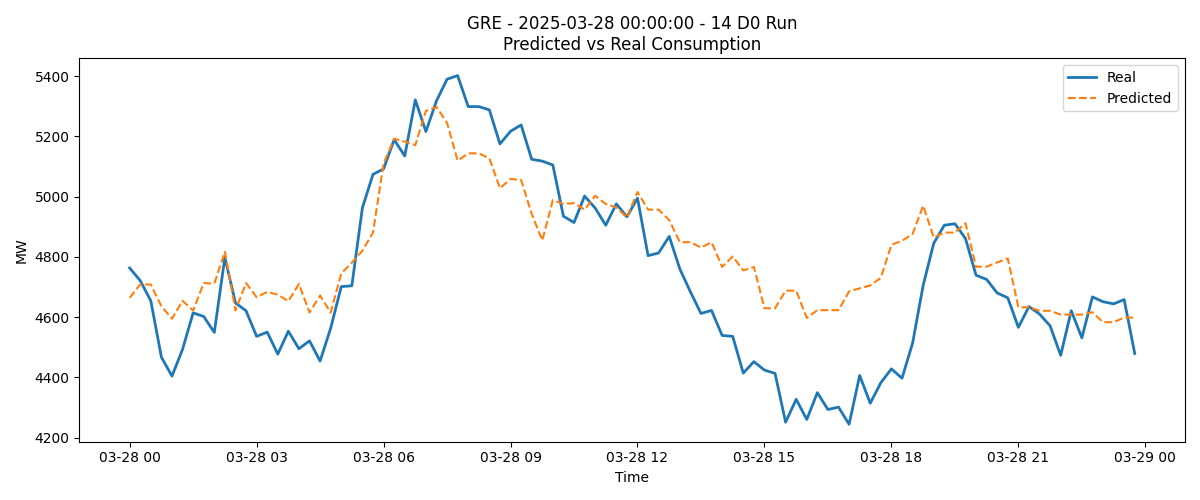 GRE - 2025-03-28 00:00:00 - 14 D0 Run
Predicted vs Real Consumption
Real
Predicted
MW
5400
5200
5000
4800
4600
4400
4200
03-28 00
03-28 03
03-28 06
03-28 09
03-28 12
03-28 15
03-28 18
03-28 21
03-29 00
Time